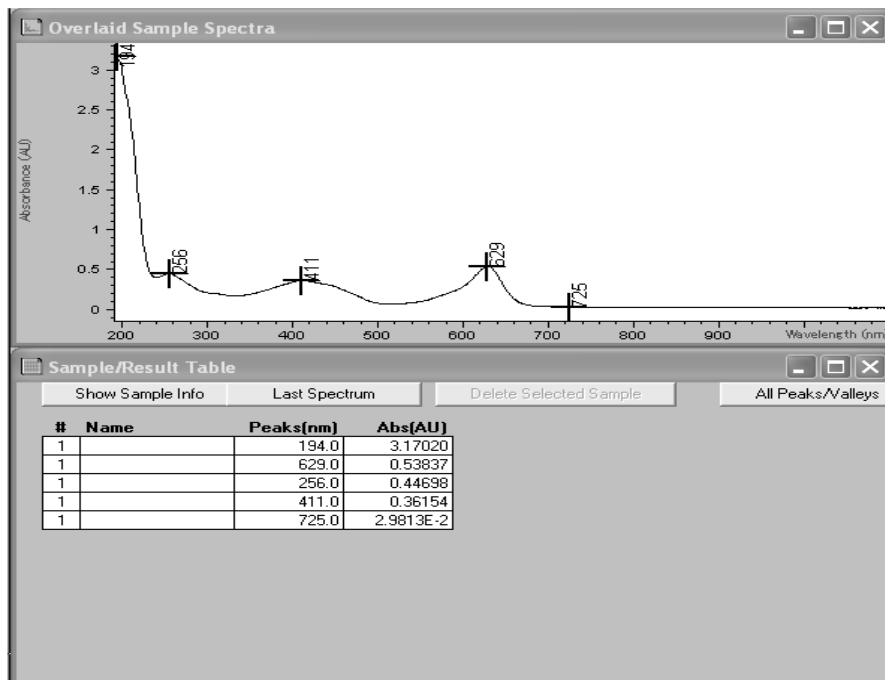 Overlaid Sample Spectra
Absorbance (AU)
3
2.5
2
1.5
1
0.5
0
194
256
411
629
725
200 300 400 500 600 700 800 900 Wavelength (nm)
Sample/Result Table
Show Sample Info Last Spectrum Delete Selected Sample All Peaks/Valleys
# Name Peaks(nm) Abs(AU)
1 194.0 3.17020
1 629.0 0.53837
1 256.0 0.44698
1 411.0 0.36154
1 725.0 2.9813E-2